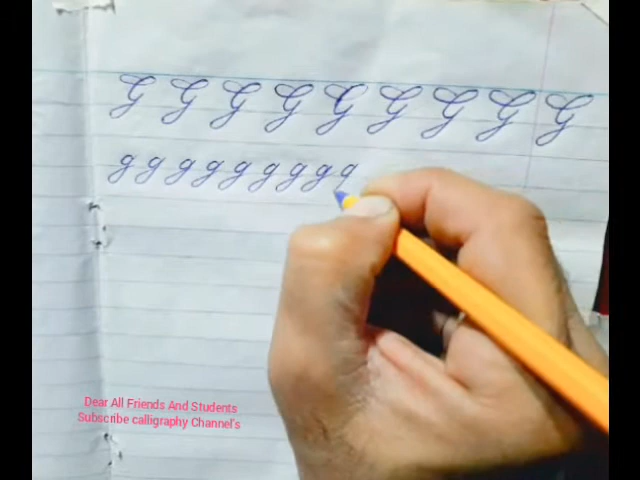 G G G G G G G G G
g g g g g g g g g
Dear All Friends And Students
Subscribe calligraphy Channel's